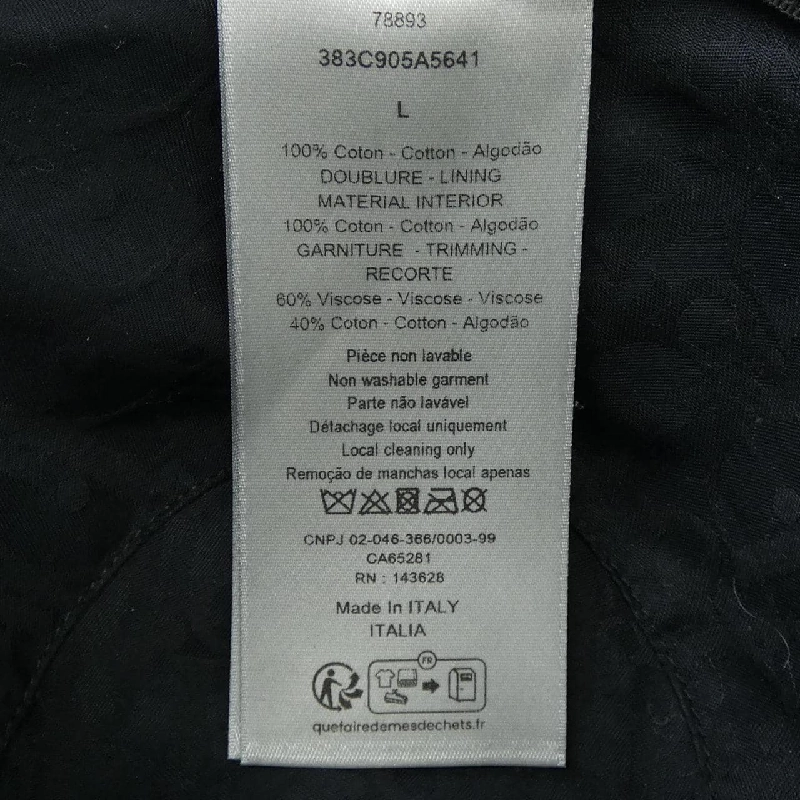 78893
383C905A5641
L
100% Coton - Cotton - Algodão
DOUBLURE - LINING
MATERIAL INTERIOR
100% Coton - Cotton - Algodão
GARNITURE - TRIMMING -
RECORTE
60% Viscose - Viscose - Viscose
40% Coton - Cotton - Algodão
Pièce non lavable
Non washable garment
Parte não lavável
Détachage local uniquement
Local cleaning only
Remoção de manchas local apenas
CNPJ 02-046-366/0003-99
CA65281
RN : 143628
Made In ITALY
ITALIA
FR
quefairedemesdechets.fr